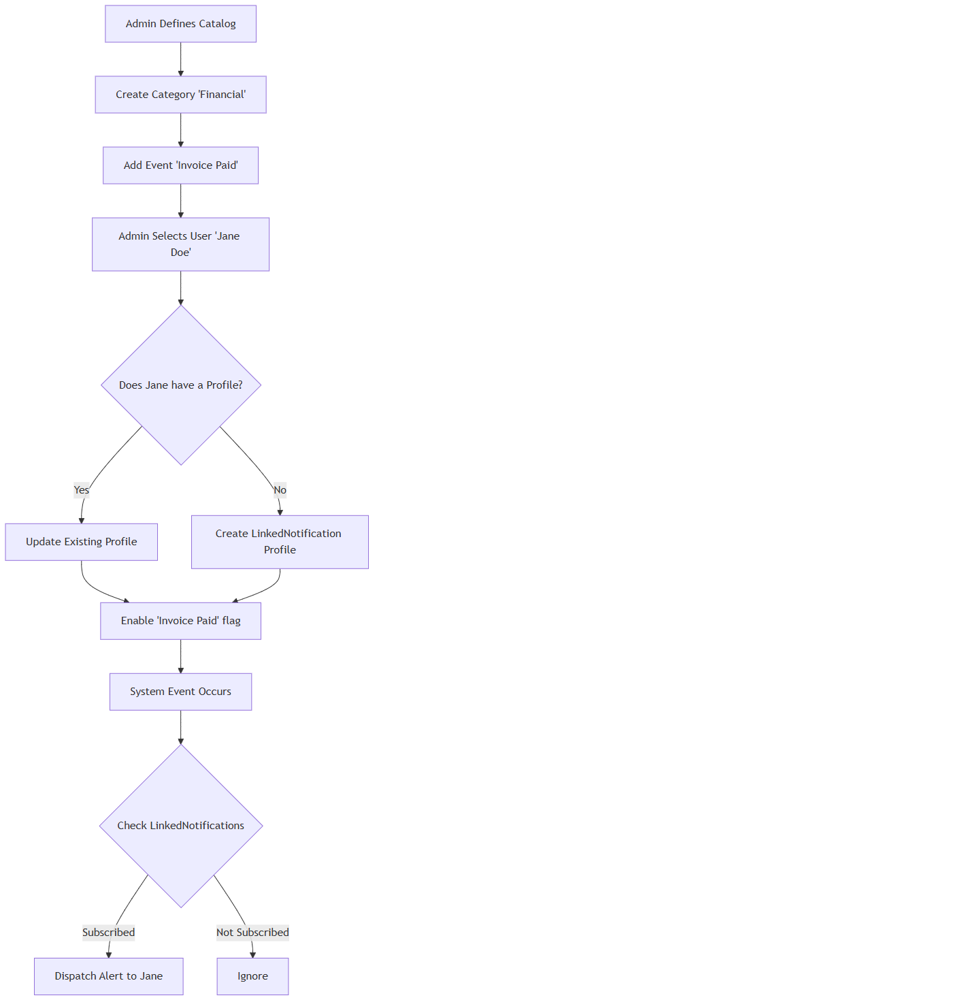 Admin Defines Catalog
Create Category 'Financial'
Add Event 'Invoice Paid'
Admin Selects User 'Jane
Doe'
Does Jane have a Profile?
Yes
No
Update Existing Profile
Create LinkedNotification
Profile
Enable 'Invoice Paid' flag
System Event Occurs
Check LinkedNotifications
Subscribed
Not Subscribed
Dispatch Alert to Jane
Ignore